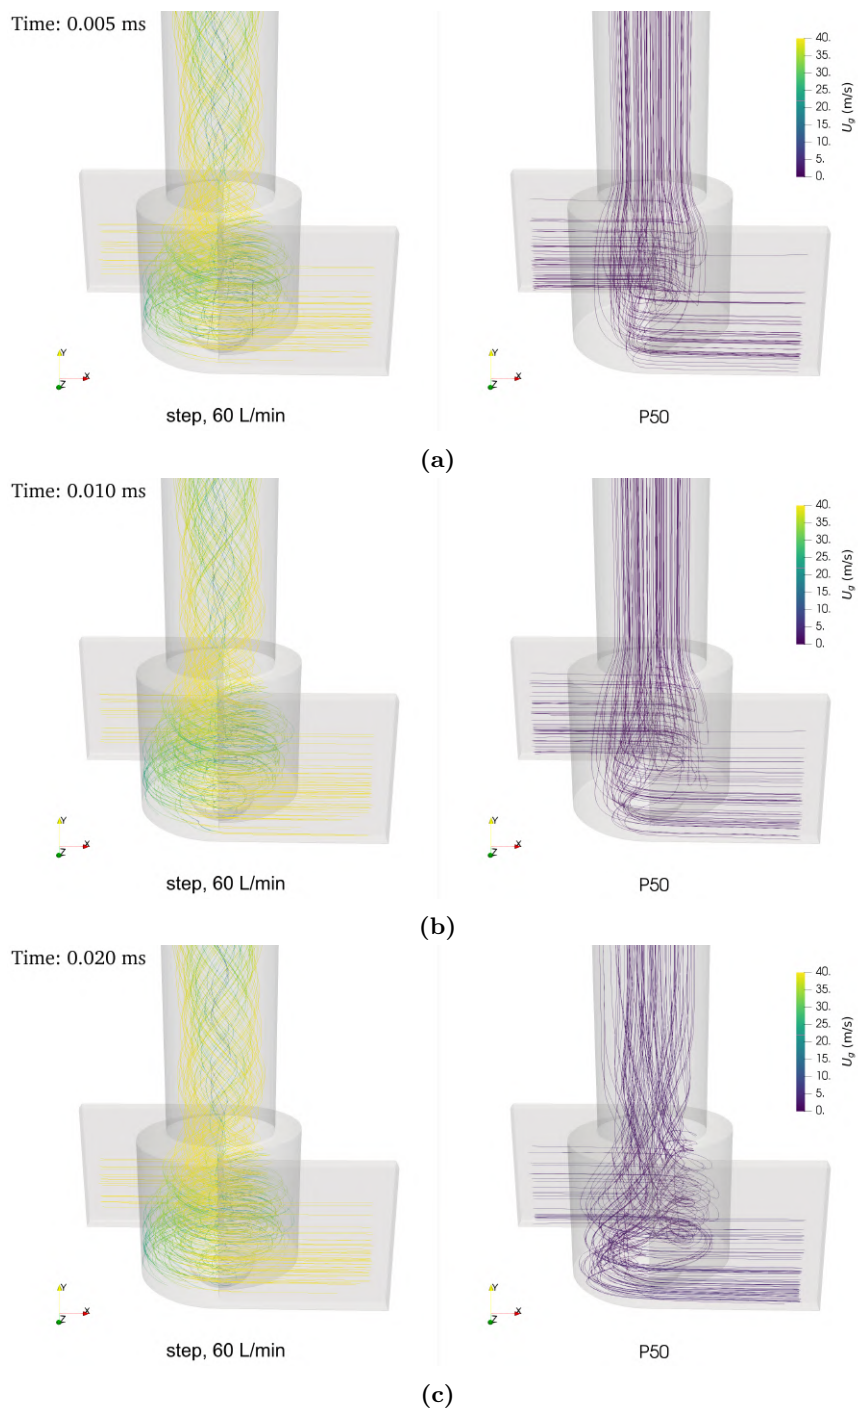 Time: 0.005 ms
40.
35.
30.
25.
20.
15.
10.
5.
0.
U_g (m/s)
Y
X
Z
Y
X
Z
step, 60 L/min
P50
(a)
Time: 0.010 ms
40.
35.
30.
25.
20.
15.
10.
5.
0.
U_g (m/s)
Y
X
Z
Y
X
Z
step, 60 L/min
P50
(b)
Time: 0.020 ms
40.
35.
30.
25.
20.
15.
10.
5.
0.
U_g (m/s)
Y
X
Z
Y
X
Z
step, 60 L/min
P50
(c)